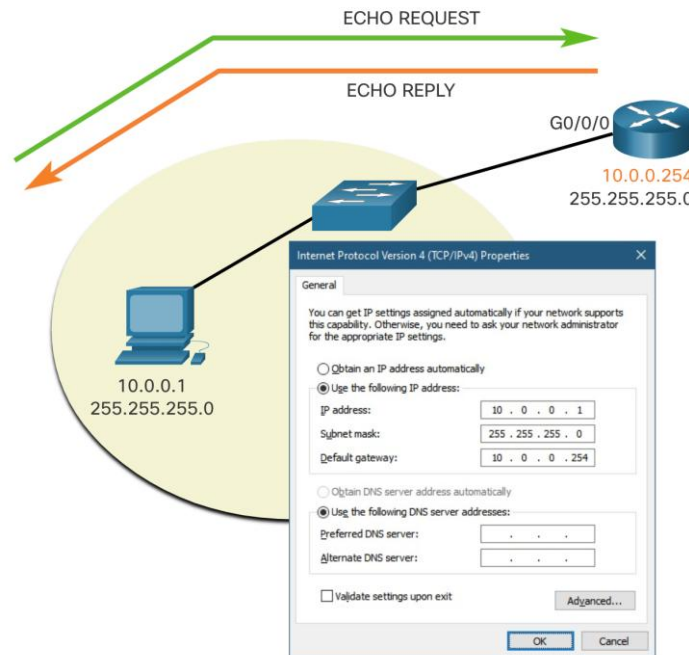 ECHO REQUEST
ECHO REPLY
G0/0/0
10.0.0.254
255.255.255.0
10.0.0.1
255.255.255.0
Internet Protocol Version 4 (TCP/IPv4) Properties
General
You can get IP settings assigned automatically if your network supports
this capability. Otherwise, you need to ask your network administrator
for the appropriate IP settings.
Obtain an IP address automatically
Use the following IP address:
IP address: 10 . 0 . 0 . 1
Subnet mask: 255 . 255 . 255 . 0
Default gateway: 10 . 0 . 0 . 254
Obtain DNS server address automatically
Use the following DNS server addresses:
Preferred DNS server: . . .
Alternate DNS server: . . .
Validate settings upon exit
Advanced...
OK Cancel